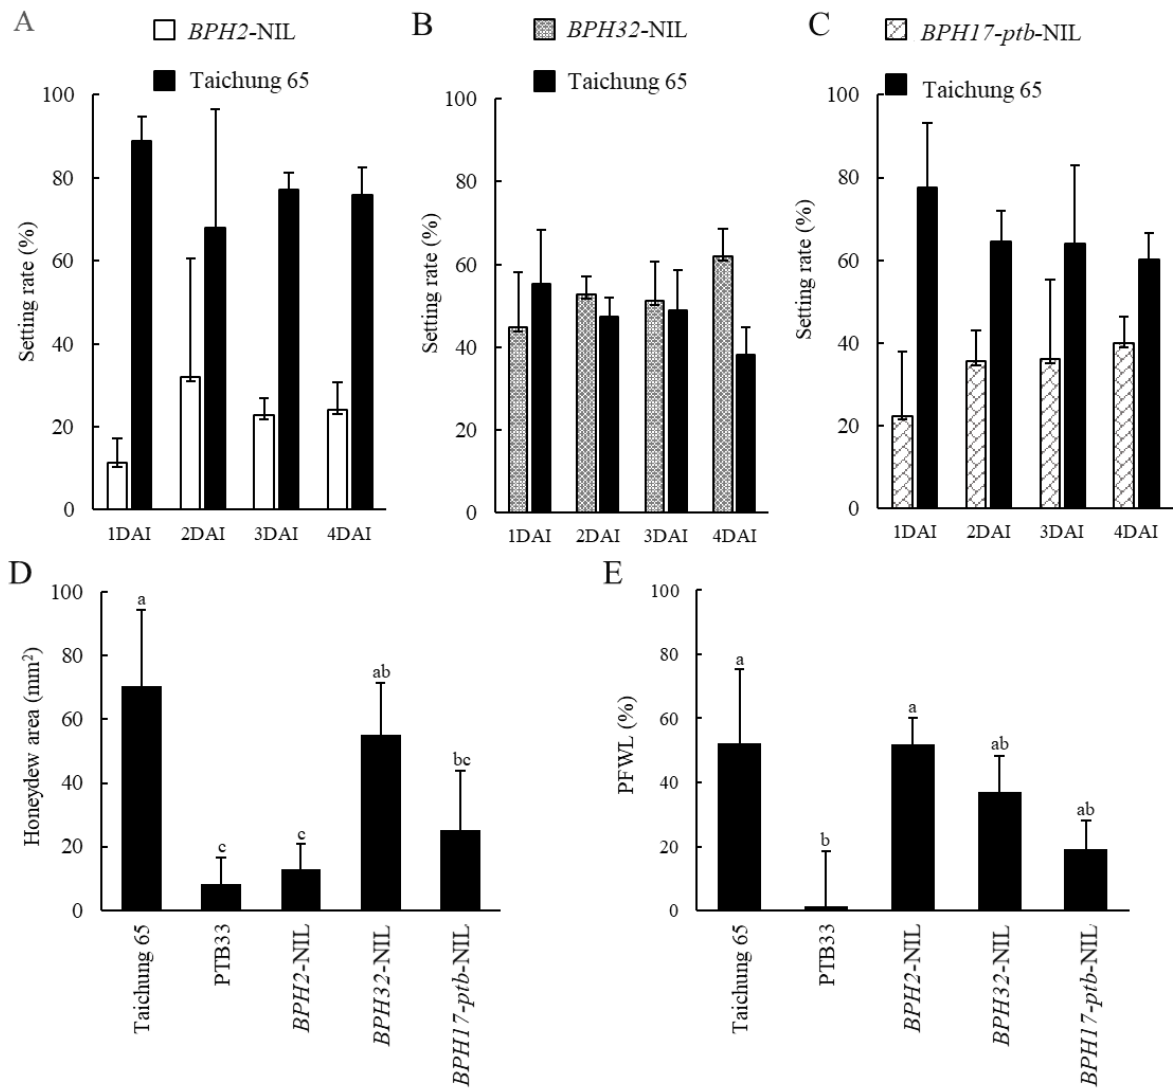 A
BPH2-NIL
Taichung 65
Setting rate (%)
100
80
60
40
20
0
1DAI 2DAI 3DAI 4DAI
B
BPH32-NIL
Taichung 65
Setting rate (%)
100
80
60
40
20
0
1DAI 2DAI 3DAI 4DAI
C
BPH17-ptb-NIL
Taichung 65
Setting rate (%)
100
80
60
40
20
0
1DAI 2DAI 3DAI 4DAI
D
Honeydew area (mm²)
100
80
60
40
20
0
a
c
c
ab
bc
Taichung 65
PTB33
BPH2-NIL
BPH32-NIL
BPH17-ptb-NIL
E
PFWL (%)
100
80
60
40
20
0
a
b
a
ab
ab
Taichung 65
PTB33
BPH2-NIL
BPH32-NIL
BPH17-ptb-NIL